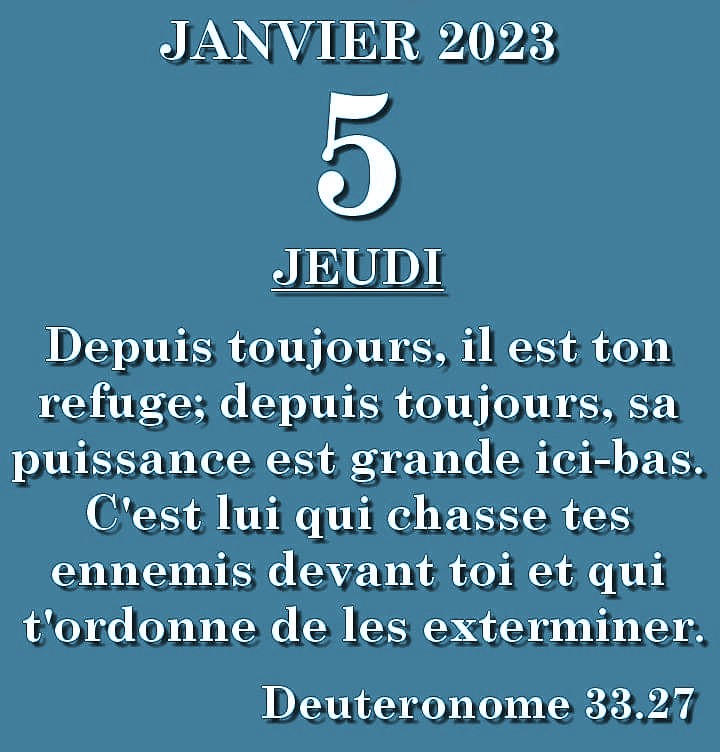 JANVIER 2023
5
JEUDI
Depuis toujours, il est ton
refuge; depuis toujours, sa
puissance est grande ici-bas.
C'est lui qui chasse tes
ennemis devant toi et qui
t'ordonne de les exterminer.
Deuteronome 33.27